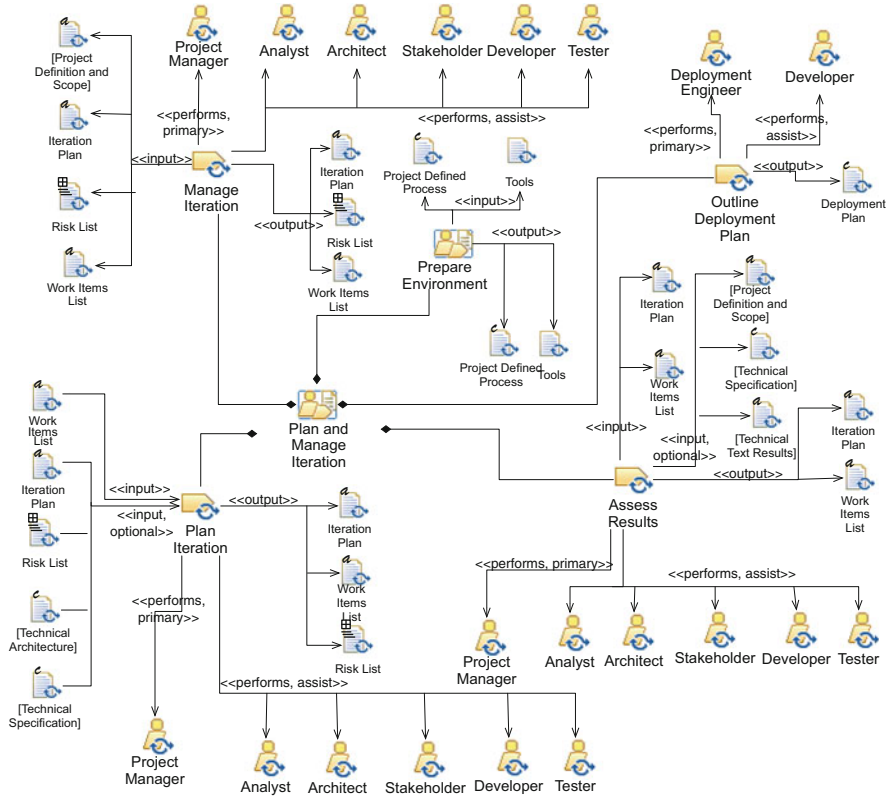 Project
Manager
Analyst
Architect
Stakeholder
Developer
Tester
a
[Project
Definition and
Scope]
a
Iteration
Plan
Risk List
a
Work Items
List
<<performs,
primary>>
<<performs, assist>>
<<input>>
Manage
Iteration
<<output>>
a
Iteration
Plan
Risk List
a
Work Items
List
c
Project Defined
Process
Tools
<<input>>
<<output>>
Prepare
Environment
c
Project Defined
Process
Tools
Deployment
Engineer
Developer
<<performs,
primary>>
<<performs,
assist>>
<<output>>
Outline
Deployment
Plan
c
Deployment
Plan
Plan and
Manage
Iteration
a
Iteration
Plan
a
[Project
Definition and
Scope]
a
Work
Items
List
c
[Technical
Specification]
a
[Technical
Text Results]
<<input>>
<<input,
optional>>
<<output>>
a
Iteration
Plan
a
Work
Items
List
Assess
Results
<<performs, primary>>
<<performs, assist>>
Project
Manager
Analyst
Architect
Stakeholder
Developer
Tester
a
Work
Items
List
a
Iteration
Plan
Risk List
c
[Technical
Architecture]
c
[Technical
Specification]
<<input>>
<<input,
optional>>
Plan
Iteration
<<output>>
a
Iteration
Plan
a
Work
Items
List
Risk List
<<performs,
primary>>
<<performs, assist>>
Project
Manager
Analyst
Architect
Stakeholder
Developer
Tester